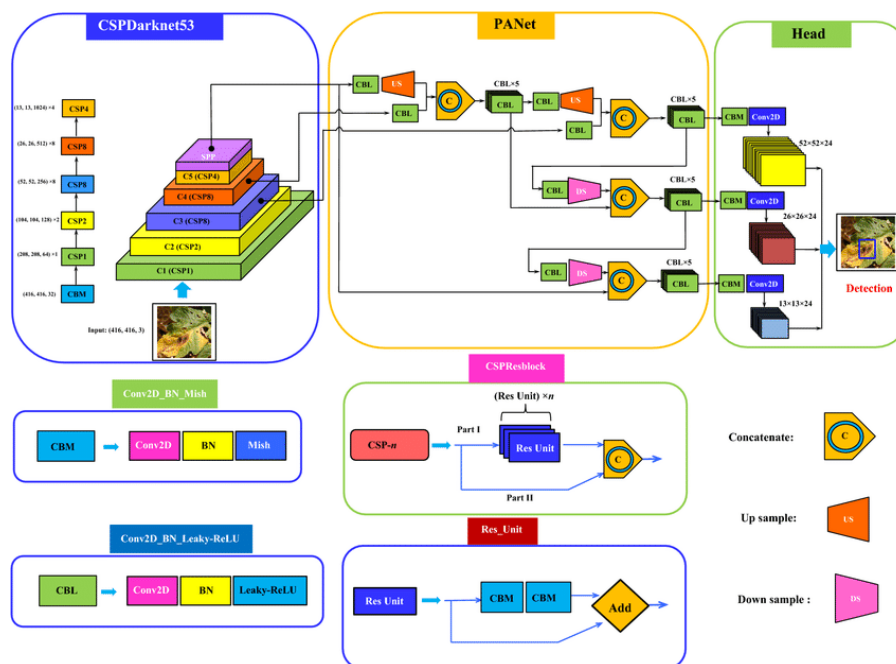 CSPDarknet53
PANet
Head
(13, 13, 1024) ×4
CSP4
(26, 26, 512) ×8
CSP8
(52, 52, 256) ×8
CSP8
(104, 104, 128) ×2
CSP2
(208, 208, 64) ×1
CSP1
(416, 416, 32)
CBM
SPP
C5 (CSP4)
C4 (CSP8)
C3 (CSP8)
C2 (CSP2)
C1 (CSP1)
Input: (416, 416, 3)
CBL
US
CBL
C
CBL×5
CBL
CBL
US
CBL
C
CBL×5
CBL
CBL
DS
C
CBL×5
CBL
CBL
DS
C
CBL×5
CBL
CBM
Conv2D
52×52×24
CBM
Conv2D
26×26×24
CBM
Conv2D
13×13×24
Detection
Conv2D_BN_Mish
CBM
Conv2D
BN
Mish
CSPResblock
(Res Unit) ×n
CSP-n
Part I
Res Unit
C
Part II
Concatenate:
C
Conv2D_BN_Leaky-ReLU
CBL
Conv2D
BN
Leaky-ReLU
Res_Unit
Res Unit
CBM
CBM
Add
Up sample:
US
Down sample :
DS